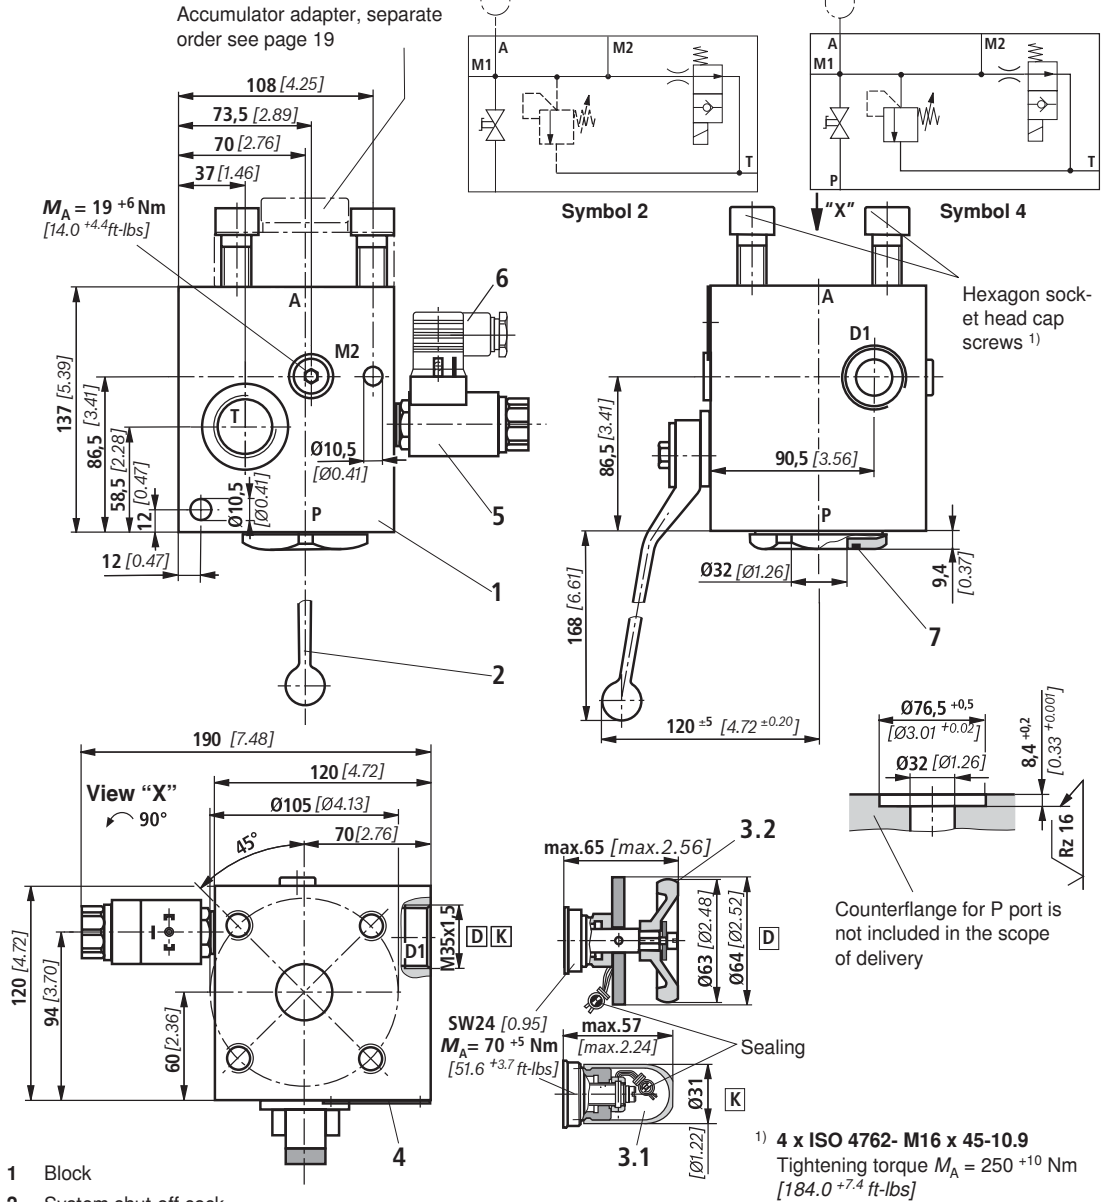 Accumulator adapter, separate
order see page 19
A
M2
M1
T
Symbol 2
A
M2
M1
T
P
Symbol 4
"X"
108 [4.25]
73,5 [2.89]
70 [2.76]
37 [1.46]
MA = 19 +6 Nm
[14.0 +4.4 ft-lbs]
A
M2
T
P
6
5
1
2
137 [5.39]
86,5 [3.41]
58,5 [2.28]
12 [0.47]
Ø10,5
[Ø0.41]
Ø10,5
[Ø0.41]
12 [0.47]
A
D1
P
Hexagon sock-
et head cap
screws 1)
86,5 [3.41]
90,5 [3.56]
Ø32 [Ø1.26]
9,4
[0.37]
7
168 [6.61]
120 ±5 [4.72 ±0.20]
Ø76,5 +0,5
[Ø3.01 +0.02]
Ø32 [Ø1.26]
8,4 +0,2
[0.33 +0.001]
Rz 16
Counterflange for P port is
not included in the scope
of delivery
190 [7.48]
120 [4.72]
View "X"
90°
Ø105 [Ø4.13]
70 [2.76]
45°
120 [4.72]
94 [3.70]
60 [2.36]
D1
M35x1,5
D K
4
max.65 [max.2.56]
3.2
Ø63 [Ø2.48]
Ø64 [Ø2.52]
D
SW24 [0.95]
MA = 70 +5 Nm
[51.6 +3.7 ft-lbs]
max.57
[max.2.24]
Sealing
Ø31
[Ø1.22]
K
3.1
1) 4 x ISO 4762- M16 x 45-10.9
Tightening torque MA = 250 +10 Nm
[184.0 +7.4 ft-lbs]
1 Block